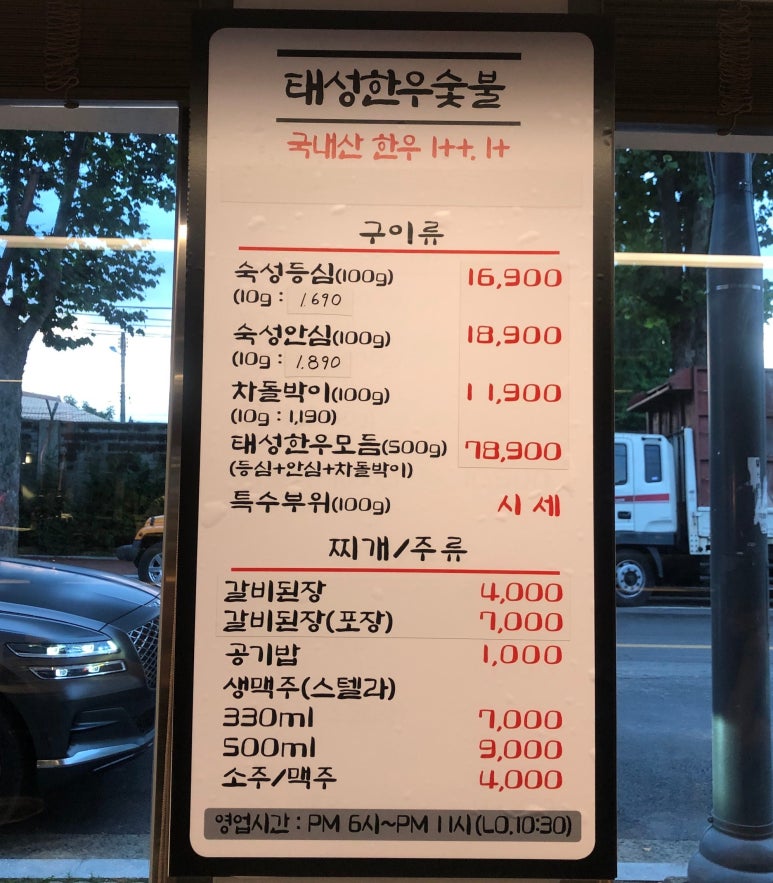 태성한우숯불
국내산 한우 1++, 1+
구이류
숙성등심(100g) 16,900
(10g : 1.690
숙성안심(100g) 18,900
(10g : 1.890
차돌박이(100g) 11,900
(10g : 1,190)
태성한우모듬(500g) 78,900
(등심+안심+차돌박이)
특수부위(100g) 시세
찌개/주류
갈비된장 4,000
갈비된장(포장) 7,000
공기밥 1,000
생맥주(스텔라)
330ml 7,000
500ml 9,000
소주/맥주 4,000
영업시간 : PM 6시~PM 11시(LO.10:30)